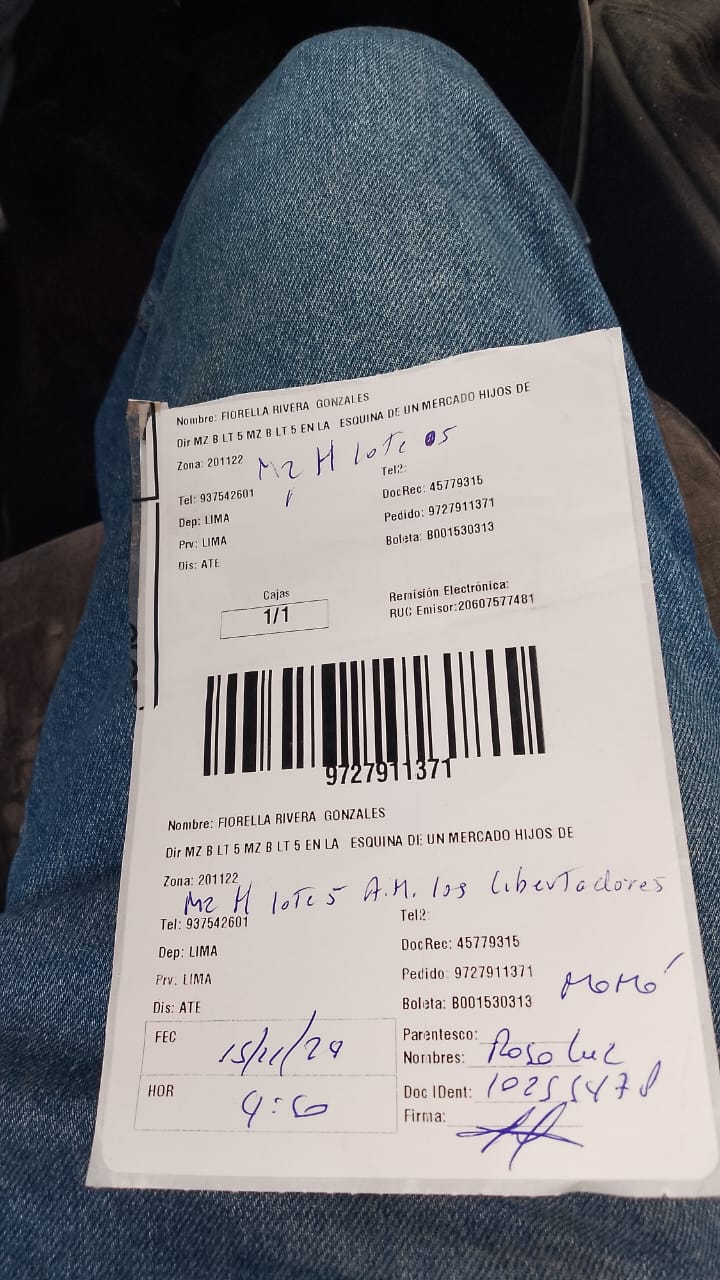 Nombre: FIORELLA RIVERA GONZALES
Dir MZ B LT 5 MZ B LT 5 EN LA ESQUINA DE UN MERCADO HIJOS DE
Zona: 201122
Mz H lote 05
Tel: 937542601
Tel2:
Dep: LIMA
DocRec: 45779315
Prv: LIMA
Pedido: 9727911371
Dis: ATE
Boleta: B001530313
Cajas
1/1
Remisión Electrónica:
RUC Emisor:20607577481
9727911371
Nombre: FIORELLA RIVERA GONZALES
Dir MZ B LT 5 MZ B LT 5 EN LA ESQUINA DE UN MERCADO HIJOS DE
Zona: 201122
Mz H lote 5 A.H. los libertadores
Tel: 937542601
Tel2:
Dep: LIMA
DocRec: 45779315
Prv: LIMA
Pedido: 9727911371
Dis: ATE
Boleta: B001530313
Mamá
FEC
Parentesco:
Nombres: Rosa Luz
HOR
Doc IDent:
Firma: